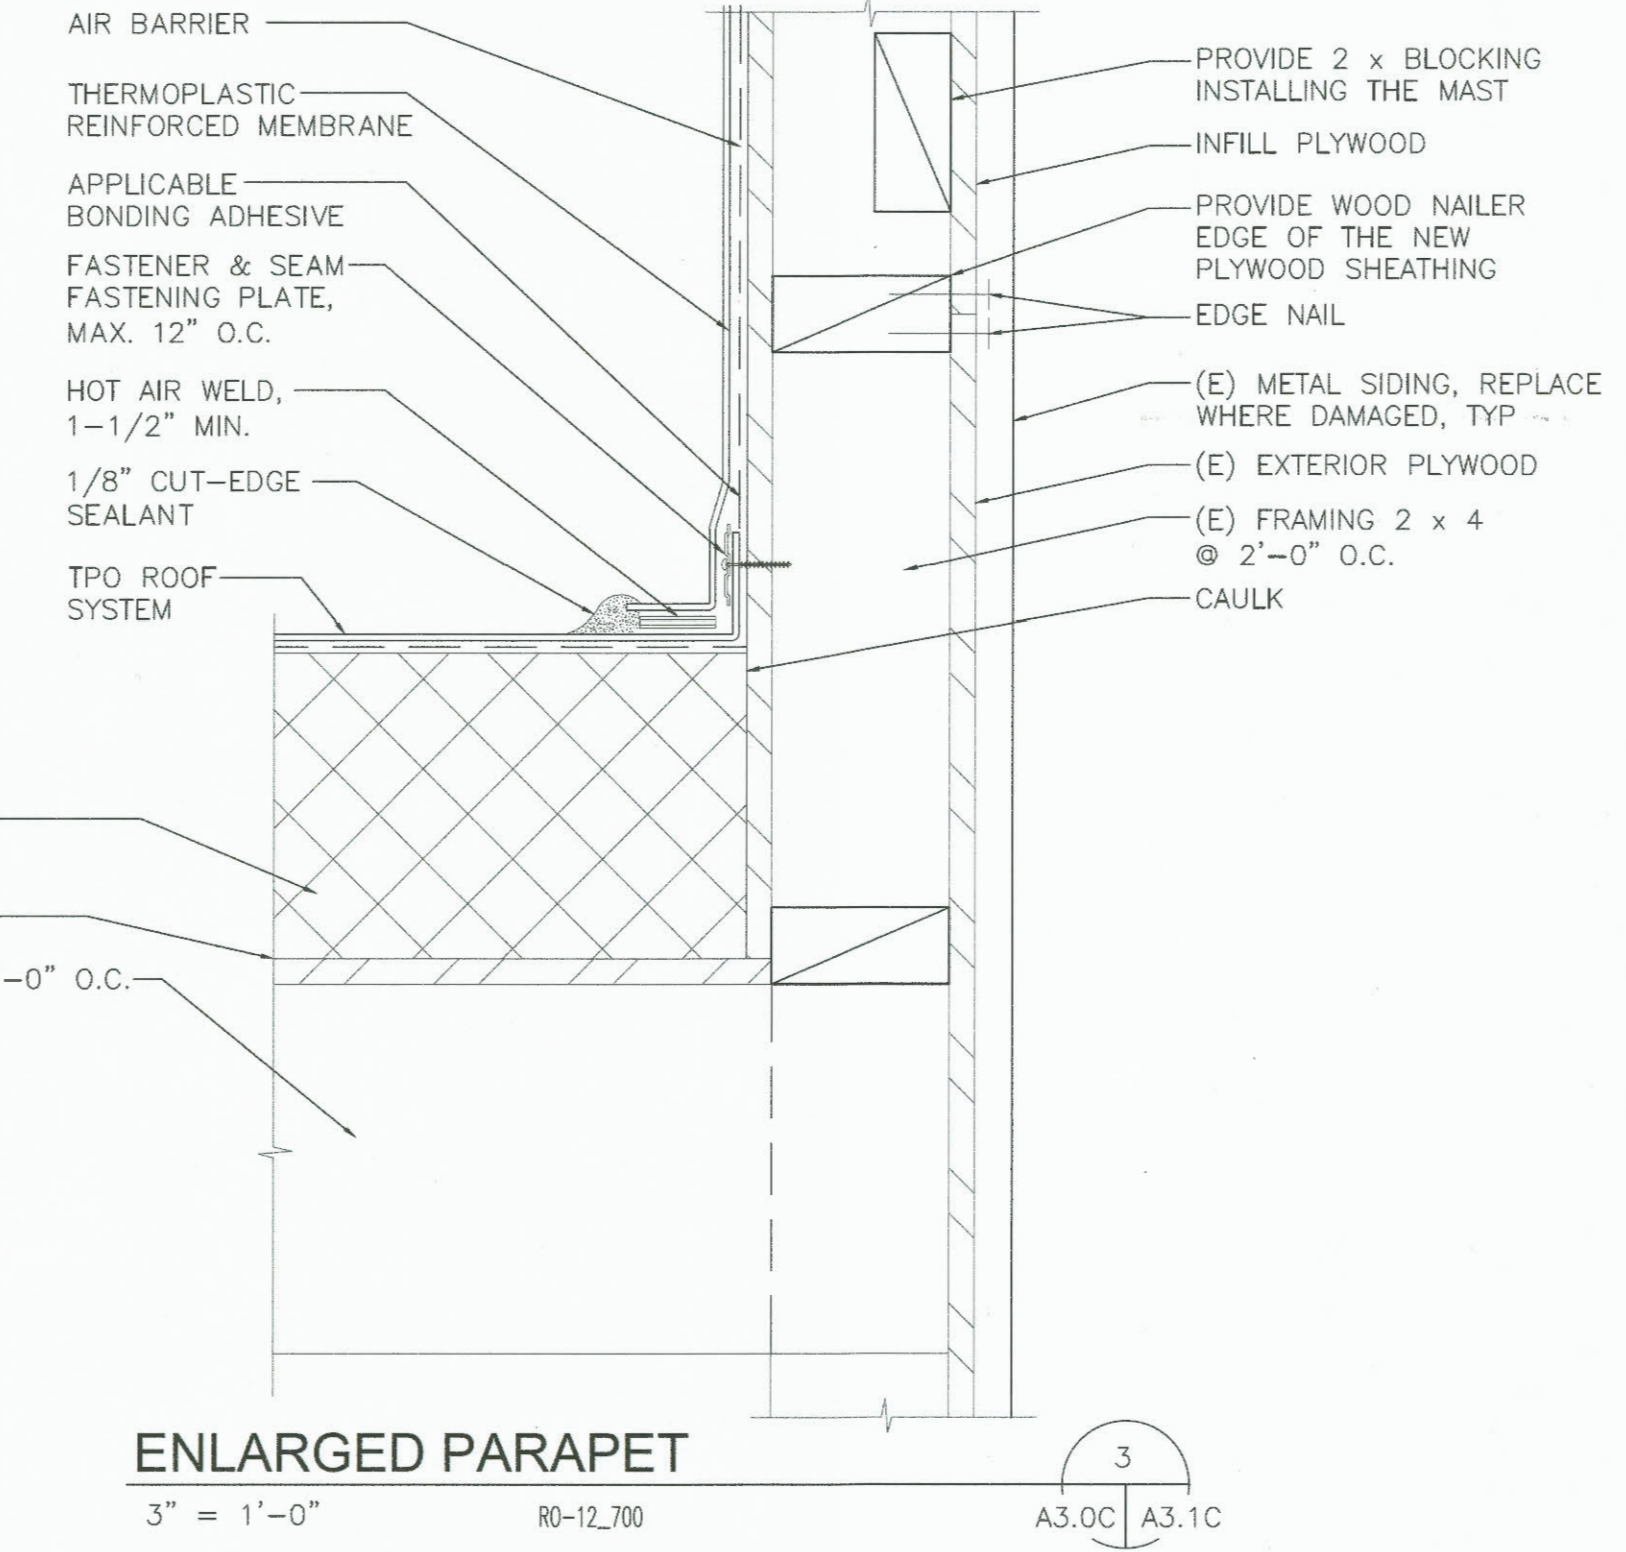 AIR BARRIER
THERMOPLASTIC
REINFORCED MEMBRANE
APPLICABLE
BONDING ADHESIVE
FASTENER & SEAM
FASTENING PLATE,
MAX. 12" O.C.
HOT AIR WELD,
1-1/2" MIN.
1/8" CUT-EDGE
SEALANT
TPO ROOF
SYSTEM
-0" O.C.
PROVIDE 2 x BLOCKING
INSTALLING THE MAST
INFILL PLYWOOD
PROVIDE WOOD NAILER
EDGE OF THE NEW
PLYWOOD SHEATHING
EDGE NAIL
(E) METAL SIDING, REPLACE
WHERE DAMAGED, TYP
(E) EXTERIOR PLYWOOD
(E) FRAMING 2 x 4
@ 2'-0" O.C.
CAULK
ENLARGED PARAPET
3" = 1'-0"
RO-12_700
3
A3.0C
A3.1C